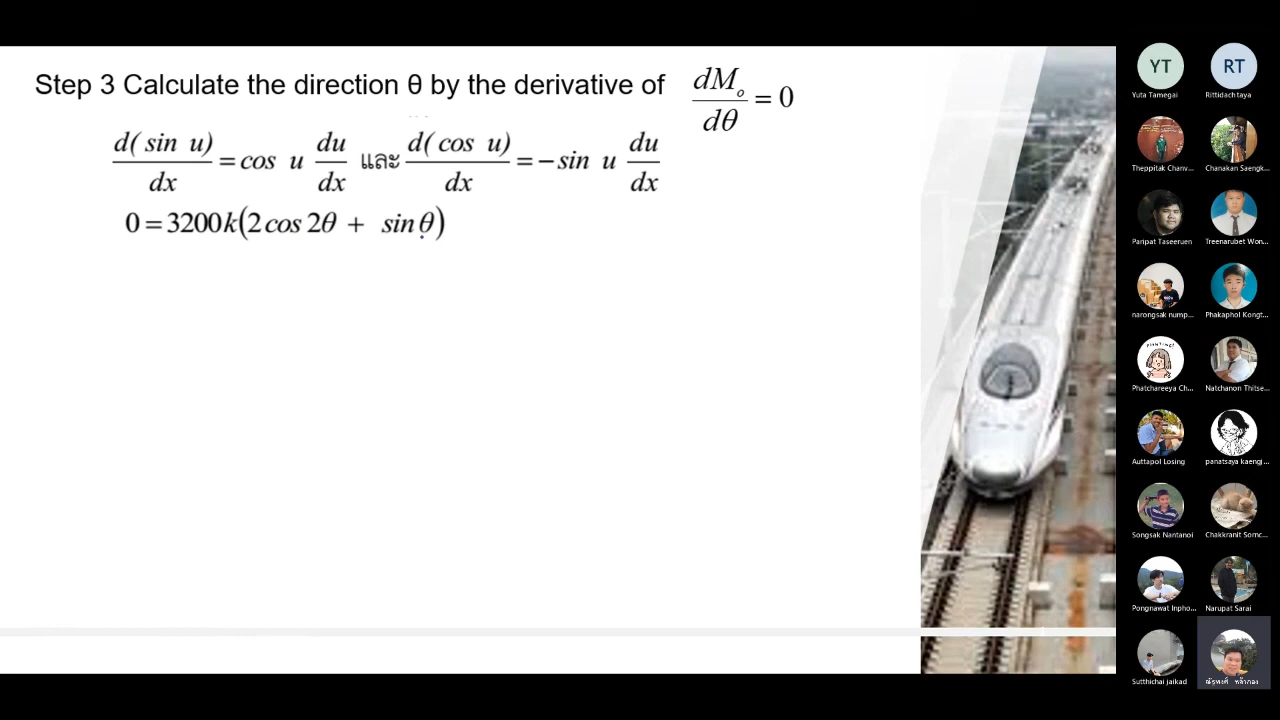 Step 3 Calculate the direction θ by the derivative of dMₒ/dθ = 0
d( sin u)/dx = cos u du/dx และ d( cos u)/dx = − sin u du/dx
0 = 3200k(2 cos 2θ + sin θ)
YT
RT
Yuta Tamegai
Rittidach taya
Theppitak Chanv...
Chanakan Saengk...
Paripat Taseeruen
Treenarubet Won...
narongsak nump...
Phakaphol Kongt...
Phatchareeya Ch...
Natchanon Thitse...
Auttapol Losing
panatsaya kaengj...
Songsak Nantanoi
Chakkranit Somc...
Pongnawat Inpho...
Narupat Sarai
Sutthichai jaikad